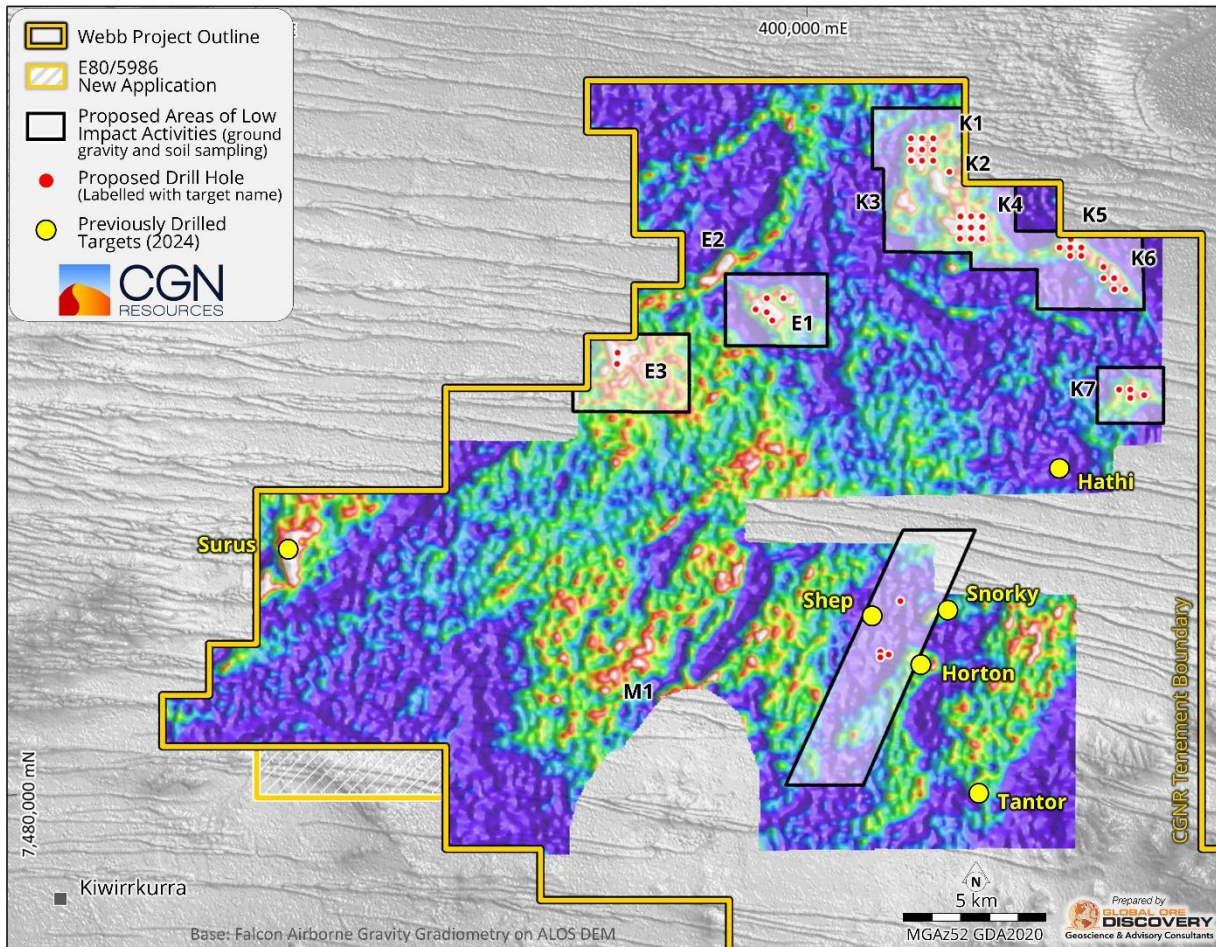 Webb Project Outline
E80/5986
New Application
Proposed Areas of Low
Impact Activities (ground
gravity and soil sampling)
Proposed Drill Hole
(Labelled with target name)
Previously Drilled
Targets (2024)
CGN
RESOURCES
E
400,000 mE
K1
K2
K3
K4
K5
K6
E2
E1
E3
K7
Hathi
Surus
Shep
Snorky
Horton
M1
Tantor
CGNR Tenement Boundary
7,480,000 mN
Kiwirrkurra
N
5 km
MGAz52 GDA2020
Base: Falcon Airborne Gravity Gradiometry on ALOS DEM
Prepared by
GLOBAL ORE
DISCOVERY
Geoscience & Advisory Consultants